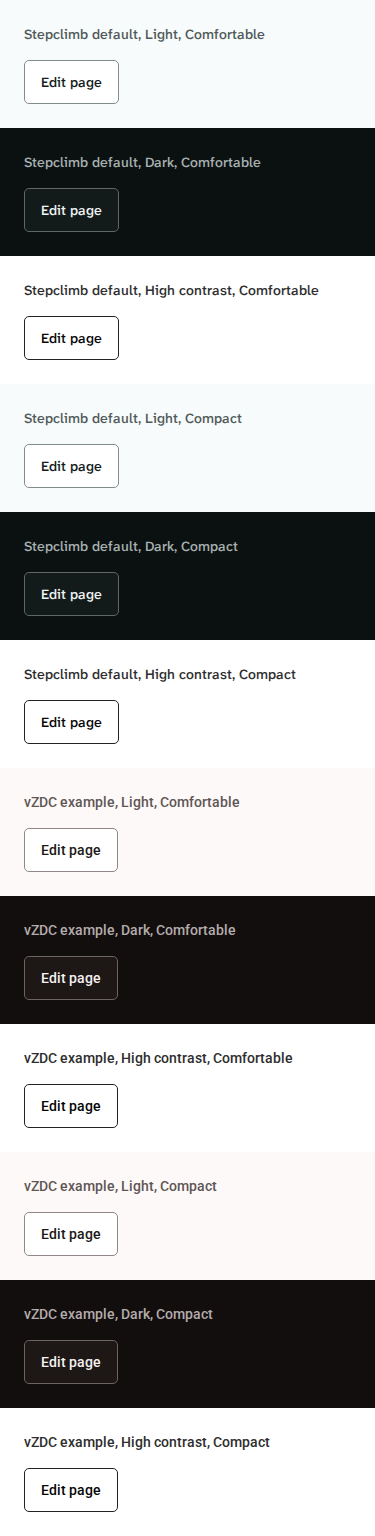 Stepclimb default, Light, Comfortable
Edit page
Stepclimb default, Dark, Comfortable
Edit page
Stepclimb default, High contrast, Comfortable
Edit page
Stepclimb default, Light, Compact
Edit page
Stepclimb default, Dark, Compact
Edit page
Stepclimb default, High contrast, Compact
Edit page
vZDC example, Light, Comfortable
Edit page
vZDC example, Dark, Comfortable
Edit page
vZDC example, High contrast, Comfortable
Edit page
vZDC example, Light, Compact
Edit page
vZDC example, Dark, Compact
Edit page
vZDC example, High contrast, Compact
Edit page